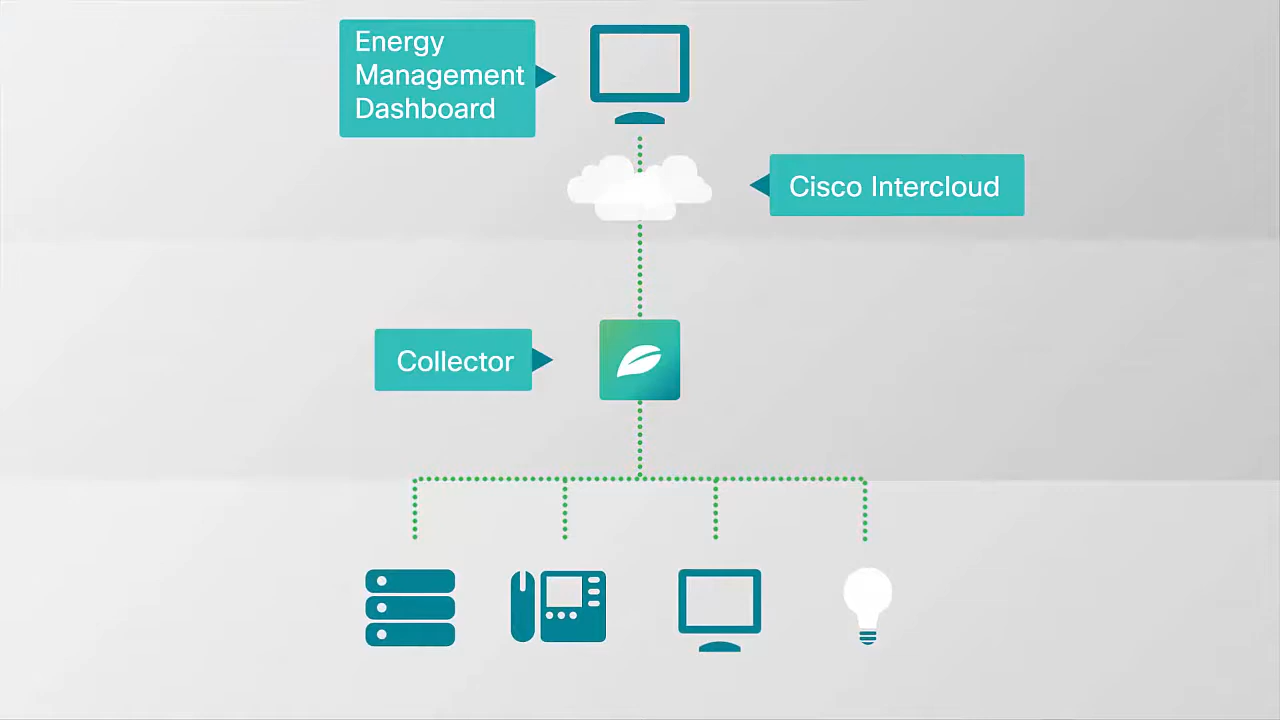 Energy
Management
Dashboard
Cisco Intercloud
Collector